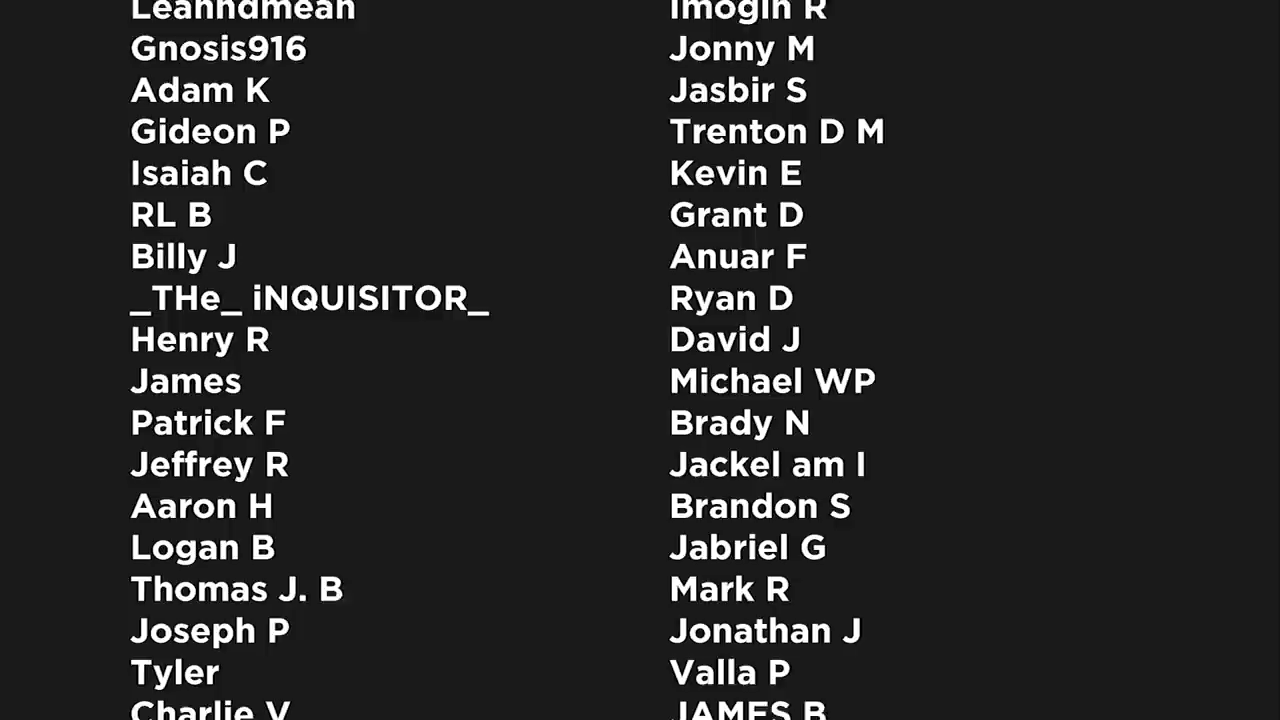 Leanndmean
Gnosis916
Adam K
Gideon P
Isaiah C
RL B
Billy J
_THe_ iNQUISITOR_
Henry R
James
Patrick F
Jeffrey R
Aaron H
Logan B
Thomas J. B
Joseph P
Tyler
Charlie V
Imogin R
Jonny M
Jasbir S
Trenton D M
Kevin E
Grant D
Anuar F
Ryan D
David J
Michael WP
Brady N
Jackel am I
Brandon S
Jabriel G
Mark R
Jonathan J
Valla P
JAMES B